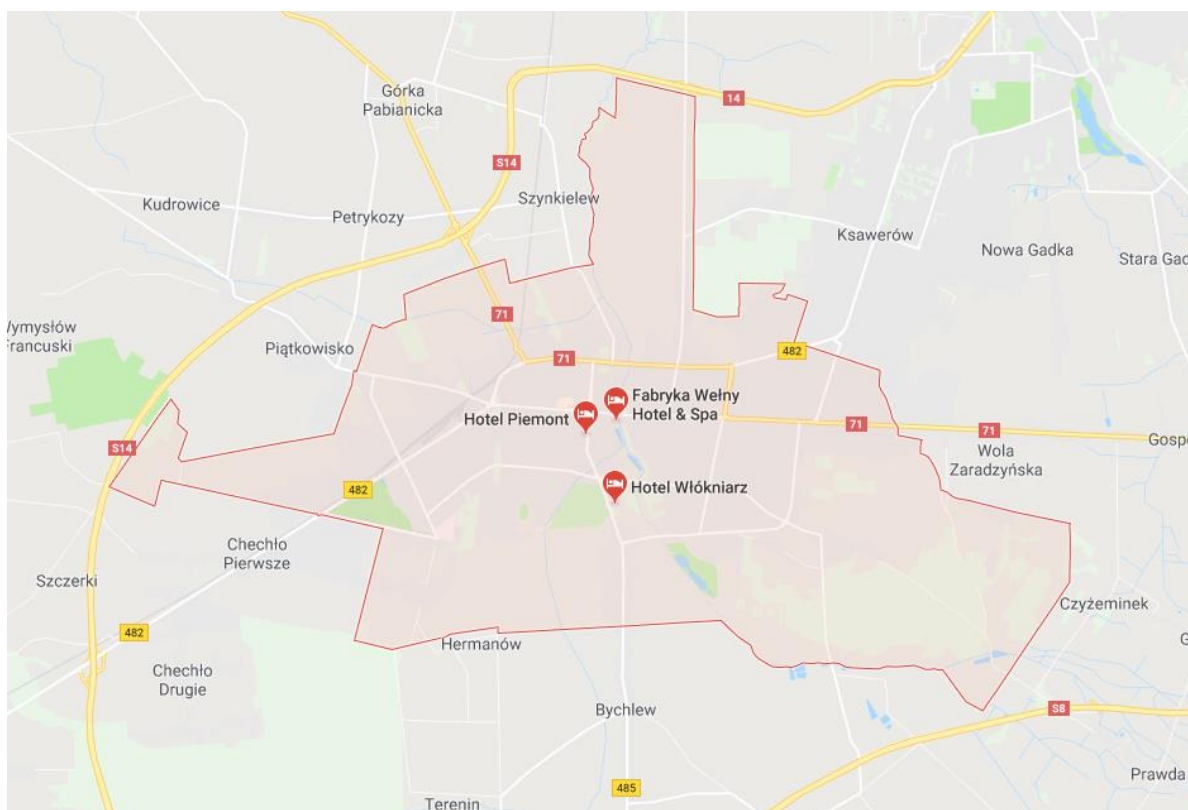 14
Górka
Pabianicka
S14
Kudrowice
Petrykozy
Szynkielew
Ksawerów
Nowa Gadka
Stara Gad
71
Wymysłów
Francuski
Piątkowisko
71
482
Fabryka Wełny
Hotel & Spa
Hotel Piemont
71
71
S14
Wola
Zaradzyńska
Gospo
482
Hotel Włókniarz
Chechło
Pierwsze
Szczerki
Czyżeminek
482
Hermanów
G
Chechło
Drugie
Bychlew
S8
Prawda
485
Terenin